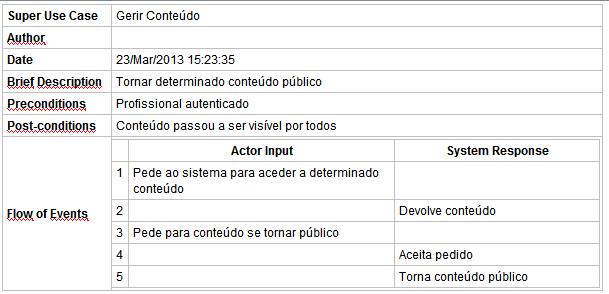 Super Use Case Gerir Conteúdo
Author
Date 23/Mar/2013 15:23:35
Brief Description Tornar determinado conteúdo público
Preconditions Profissional autenticado
Post-conditions Conteúdo passou a ser visível por todos
Flow of Events
Actor Input System Response
1 Pede ao sistema para aceder a determinado
conteúdo
2 Devolve conteúdo
3 Pede para conteúdo se tornar público
4 Aceita pedido
5 Torna conteúdo público